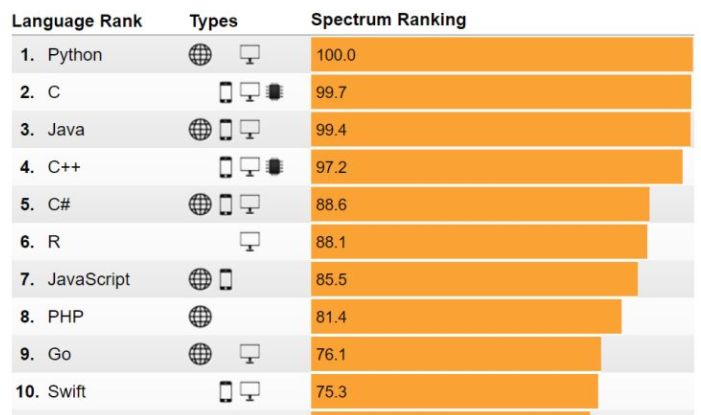 Language Rank Types Spectrum Ranking
1. Python 100.0
2. C 99.7
3. Java 99.4
4. C++ 97.2
5. C# 88.6
6. R 88.1
7. JavaScript 85.5
8. PHP 81.4
9. Go 76.1
10. Swift 75.3